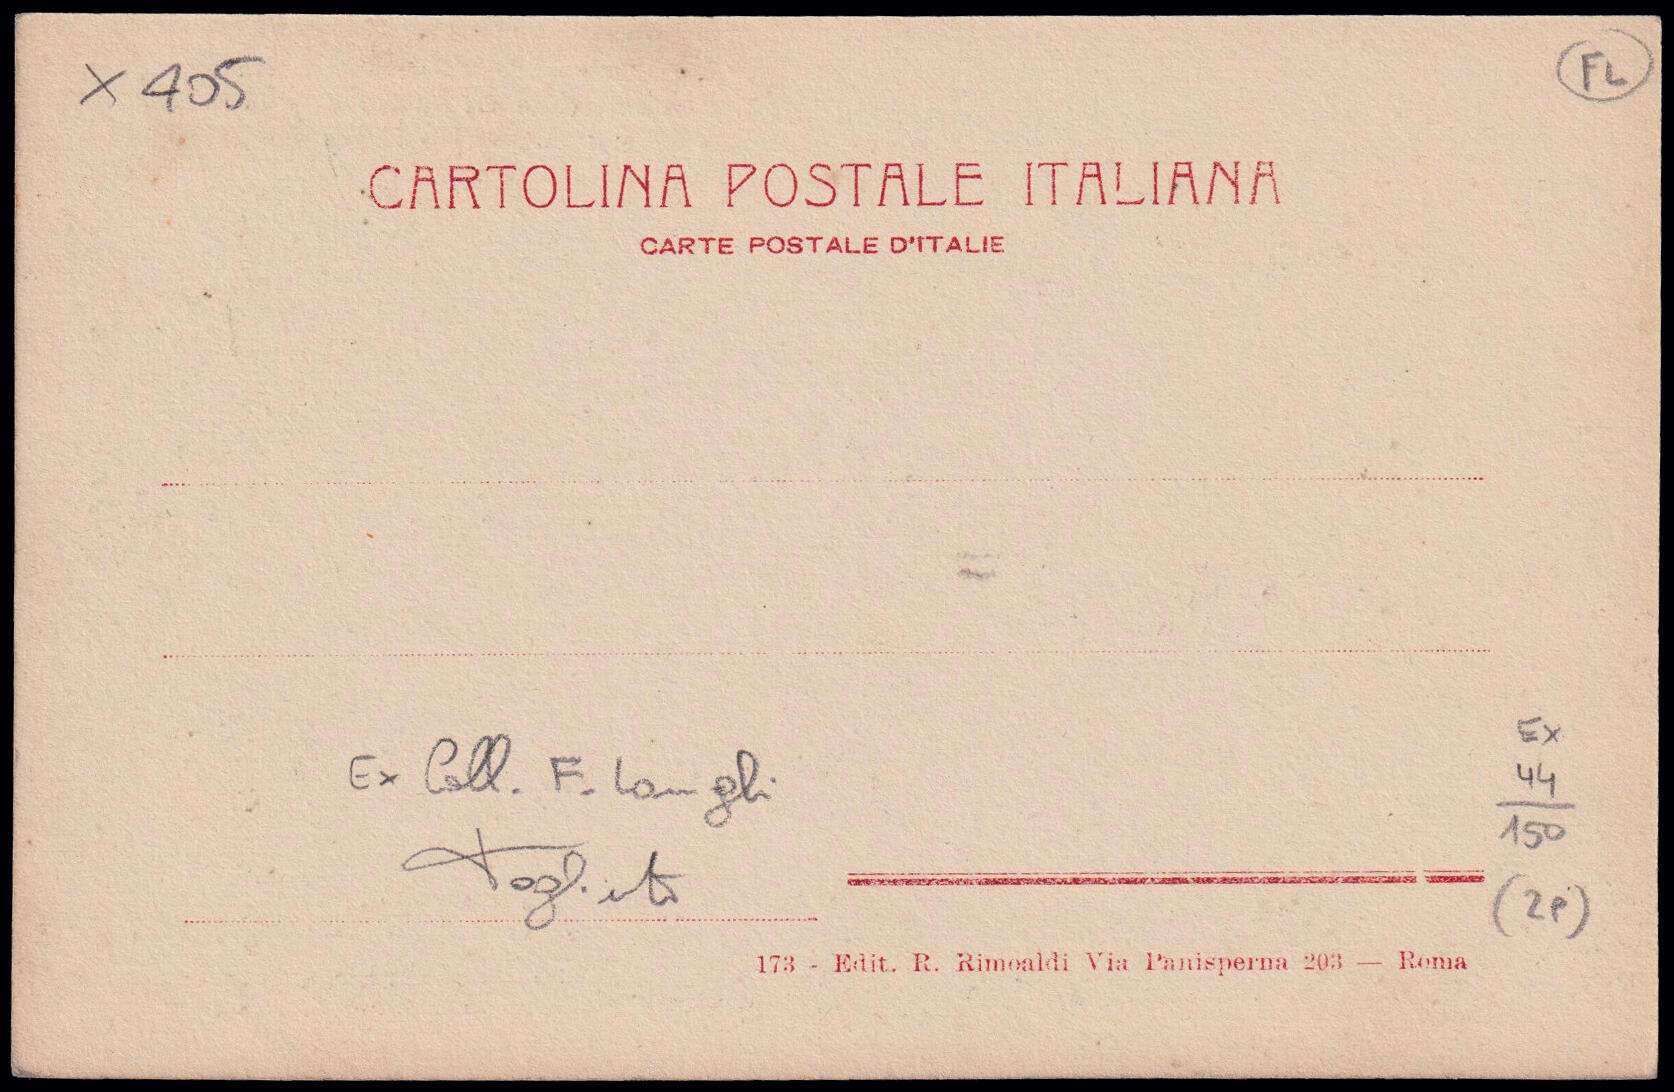 × 405
FL
CARTOLINA POSTALE ITALIANA
CARTE POSTALE D'ITALIE
Ex Coll. F. Langhi
EX
44
150
(2P)
173 - Edit. R. Rimoaldi Via Panisperna 203 — Roma